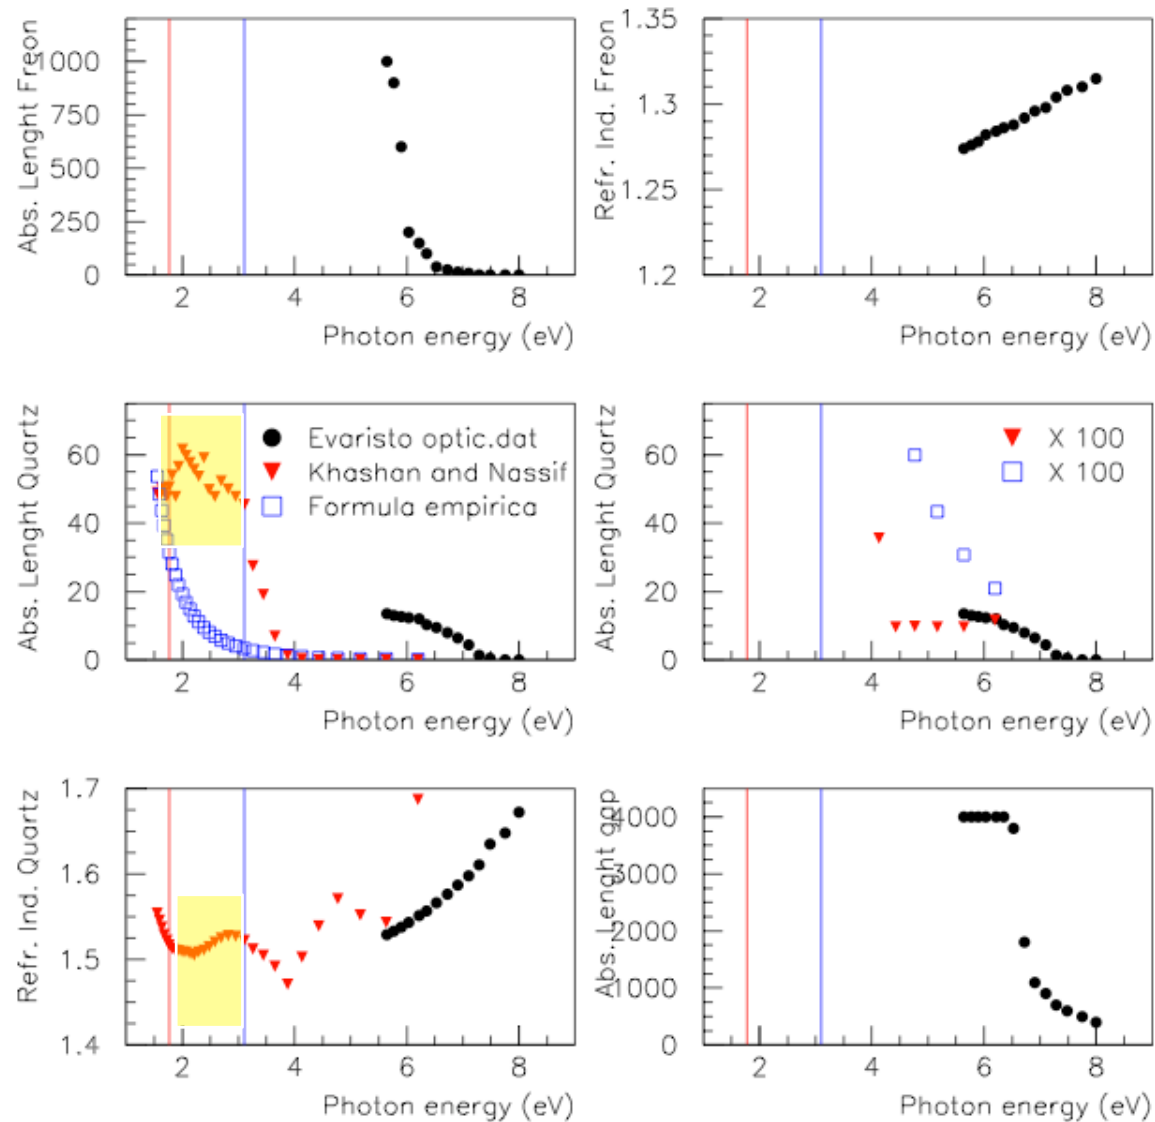 Abs. Lenght Freon
1000
750
500
250
0
2 4 6 8
Photon energy (eV)
Refr. Ind. Freon
1.35
1.3
1.25
1.2
2 4 6 8
Photon energy (eV)
Abs. Lenght Quartz
60
40
20
0
Evaristo optic.dat
Khashan and Nassif
Formula empirica
2 4 6 8
Photon energy (eV)
Abs. Lenght Quartz
60
40
20
0
X 100
X 100
2 4 6 8
Photon energy (eV)
Refr. Ind. Quartz
1.7
1.6
1.5
1.4
2 4 6 8
Photon energy (eV)
Abs. Lenght gap
4000
3000
2000
1000
0
2 4 6 8
Photon energy (eV)